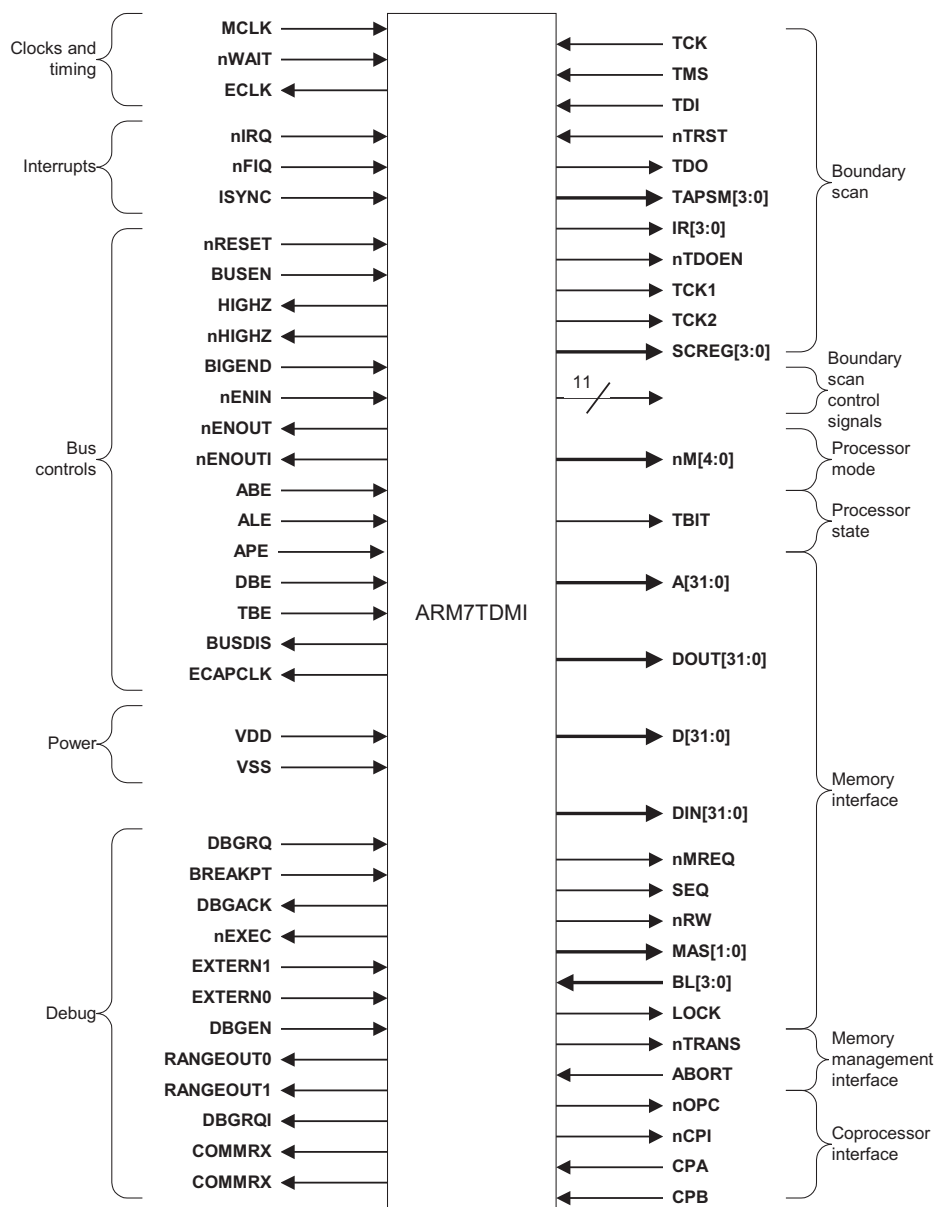 Clocks and
timing
MCLK
nWAIT
ECLK
Interrupts
nIRQ
nFIQ
ISYNC
Bus
controls
nRESET
BUSEN
HIGHZ
nHIGHZ
BIGEND
nENIN
nENOUT
nENOUTI
ABE
ALE
APE
DBE
TBE
BUSDIS
ECAPCLK
Power
VDD
VSS
Debug
DBGRQ
BREAKPT
DBGACK
nEXEC
EXTERN1
EXTERN0
DBGEN
RANGEOUT0
RANGEOUT1
DBGRQI
COMMRX
COMMRX
ARM7TDMI
TCK
TMS
TDI
nTRST
TDO
TAPSM[3:0]
IR[3:0]
nTDOEN
TCK1
TCK2
SCREG[3:0]
Boundary
scan
11
Boundary
scan
control
signals
nM[4:0]
Processor
mode
TBIT
Processor
state
A[31:0]
DOUT[31:0]
D[31:0]
DIN[31:0]
nMREQ
SEQ
nRW
MAS[1:0]
BL[3:0]
LOCK
Memory
interface
nTRANS
ABORT
Memory
management
interface
nOPC
nCPI
CPA
CPB
Coprocessor
interface